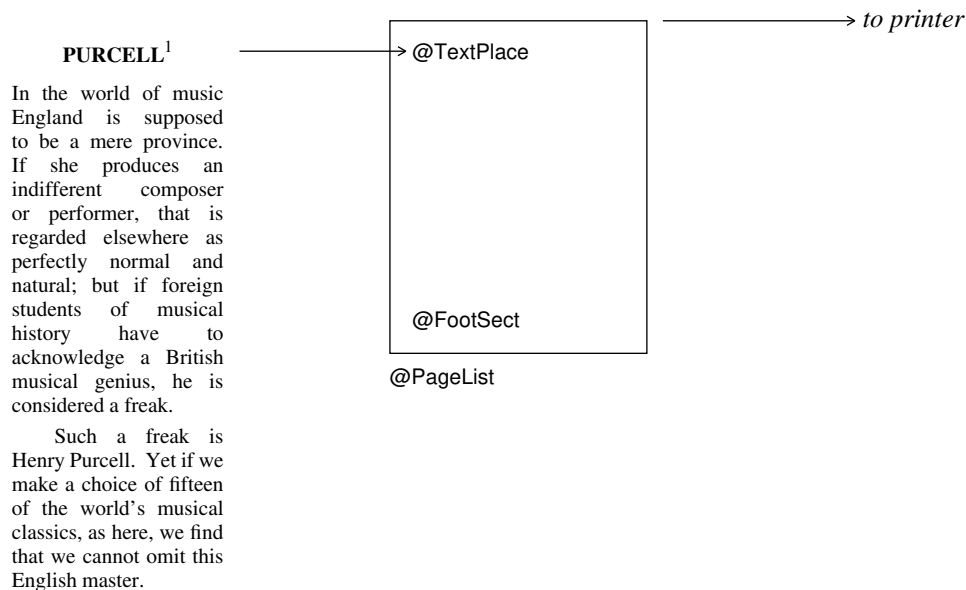 to printer
PURCELL1
@TextPlace
In the world of music
England is supposed
to be a mere province.
If she produces an
indifferent composer
or performer, that is
regarded elsewhere as
perfectly normal and
natural; but if foreign
students of musical
history have to
acknowledge a British
musical genius, he is
considered a freak.
Such a freak is
Henry Purcell. Yet if we
make a choice of fifteen
of the world's musical
classics, as here, we find
that we cannot omit this
English master.
@FootSect
@PageList